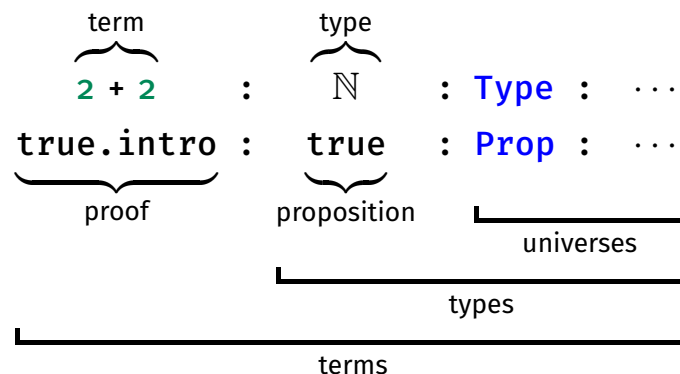 term type
2 + 2 : ℕ : Type : ···
true.intro : true : Prop : ···
proof proposition
universes
types
terms